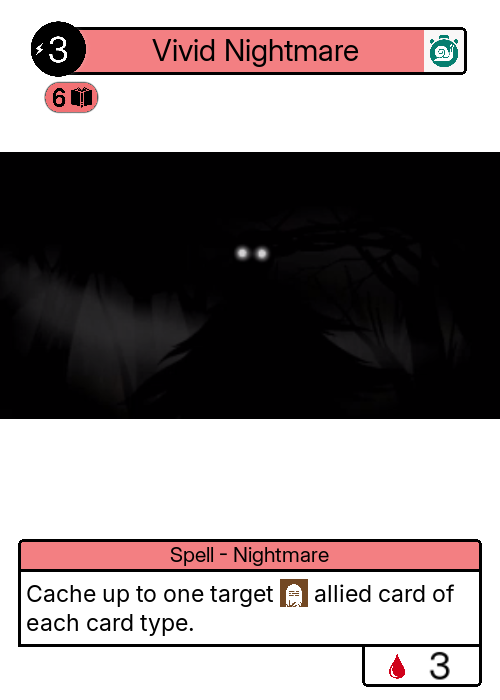 3
Vivid Nightmare
6
Spell - Nightmare
Cache up to one target allied card of
each card type.
3